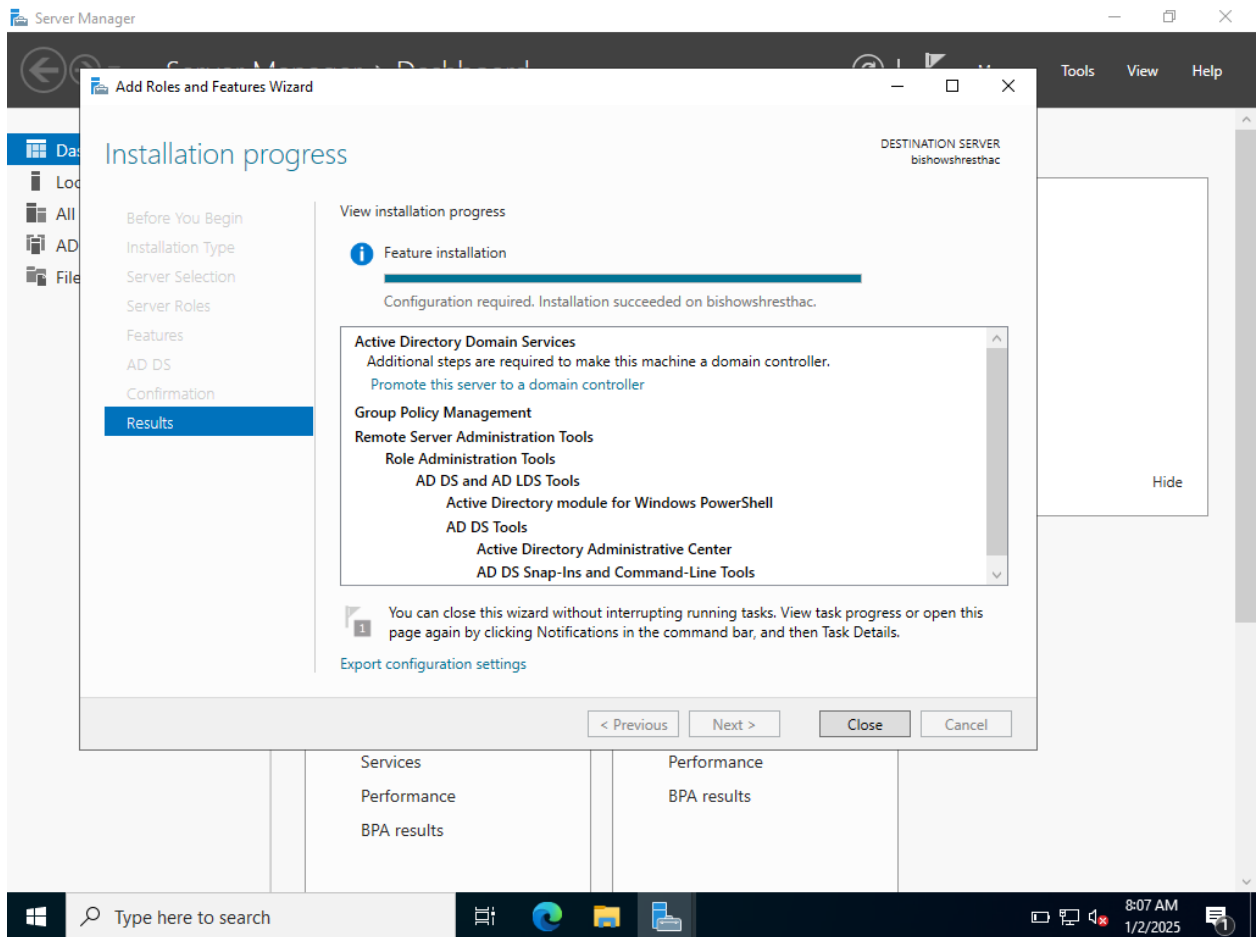 Server Manager
Tools View Help
Add Roles and Features Wizard
Installation progress
DESTINATION SERVER
bishowshresthac
Das
Loc
All
AD
File
Before You Begin
Installation Type
Server Selection
Server Roles
Features
AD DS
Confirmation
Results
View installation progress
Feature installation
Configuration required. Installation succeeded on bishowshresthac.
Active Directory Domain Services
Additional steps are required to make this machine a domain controller.
Promote this server to a domain controller
Group Policy Management
Remote Server Administration Tools
Role Administration Tools
AD DS and AD LDS Tools
Active Directory module for Windows PowerShell
AD DS Tools
Active Directory Administrative Center
AD DS Snap-Ins and Command-Line Tools
1
You can close this wizard without interrupting running tasks. View task progress or open this
page again by clicking Notifications in the command bar, and then Task Details.
Export configuration settings
< Previous Next > Close Cancel
Hide
Services
Performance
BPA results
Performance
BPA results
Type here to search
8:07 AM
1/2/2025
1